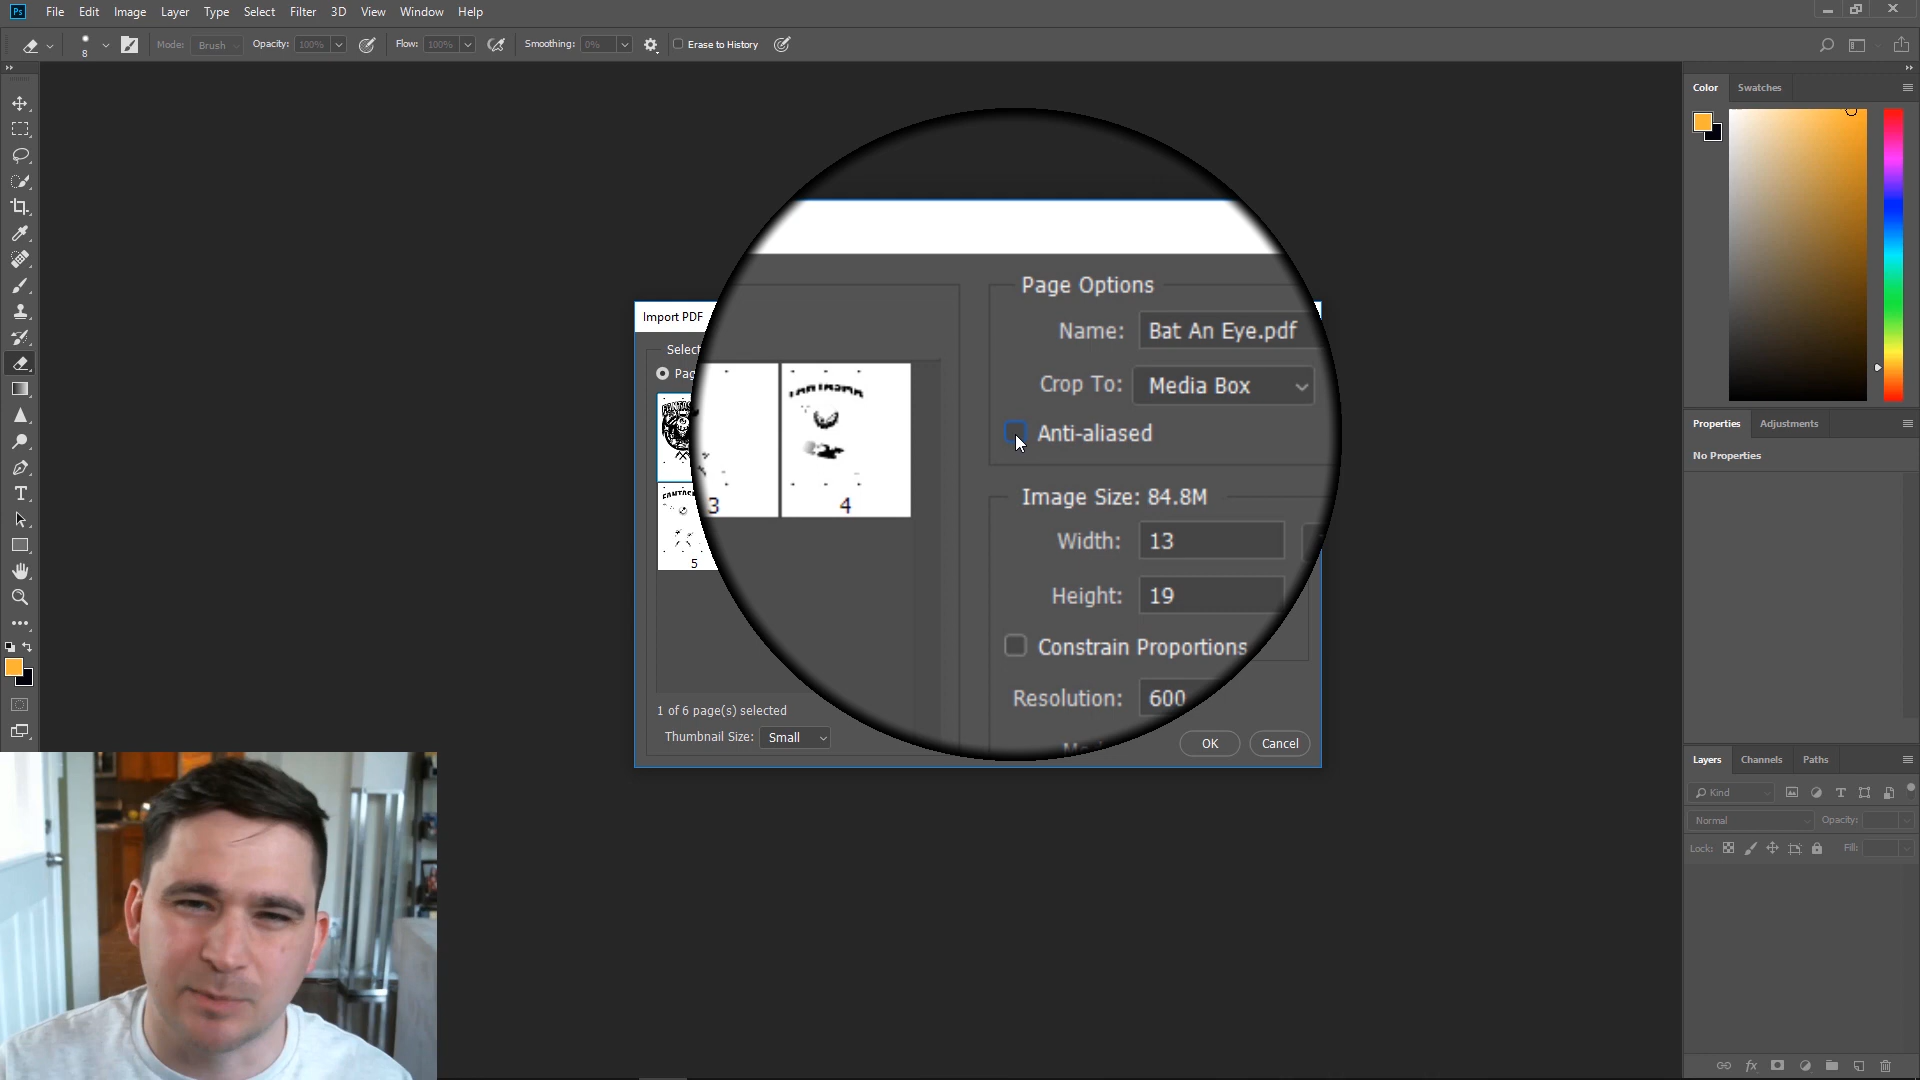 Ps File Edit Image Layer Type Select Filter 3D View Window Help
8 Mode: Brush Opacity: 100% Flow: 100% Smoothing: 0% Erase to History
Color Swatches
Import PDF
Select
Pag
3 4
5
1 of 6 page(s) selected
Thumbnail Size: Small
Page Options
Name: Bat An Eye.pdf
Crop To: Media Box
Anti-aliased
Image Size: 84.8M
Width: 13
Height: 19
Constrain Proportions
Resolution: 600
OK Cancel
Properties Adjustments
No Properties
Layers Channels Paths
Kind
Normal Opacity:
Lock: Fill:
fx